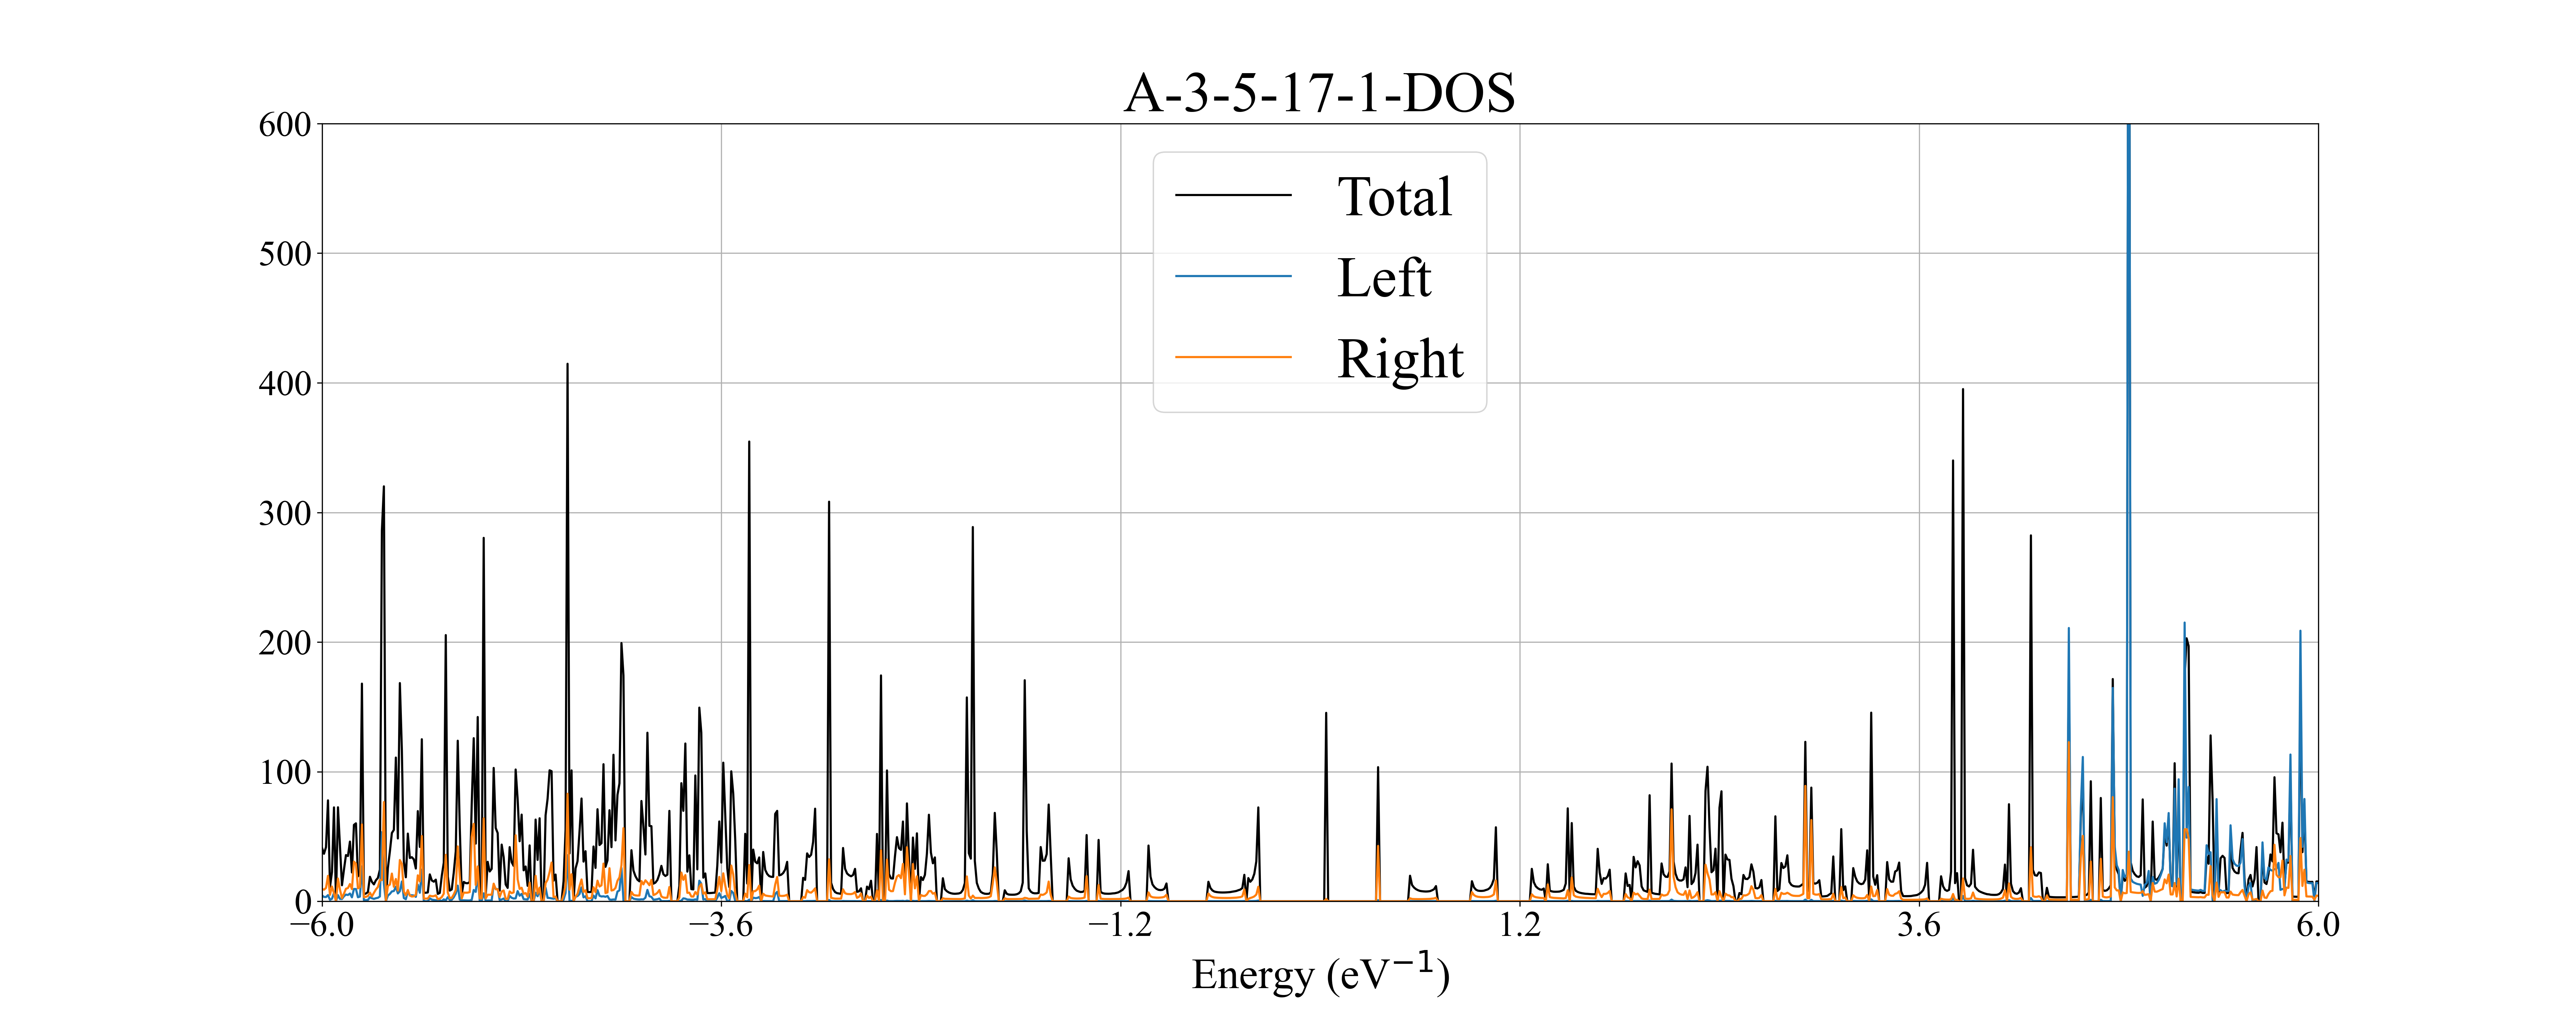 A-3-5-17-1-DOS
600
500
400
300
200
100
0
Total
Left
Right
−6.0 −3.6 −1.2 1.2 3.6 6.0
Energy (eV⁻¹)